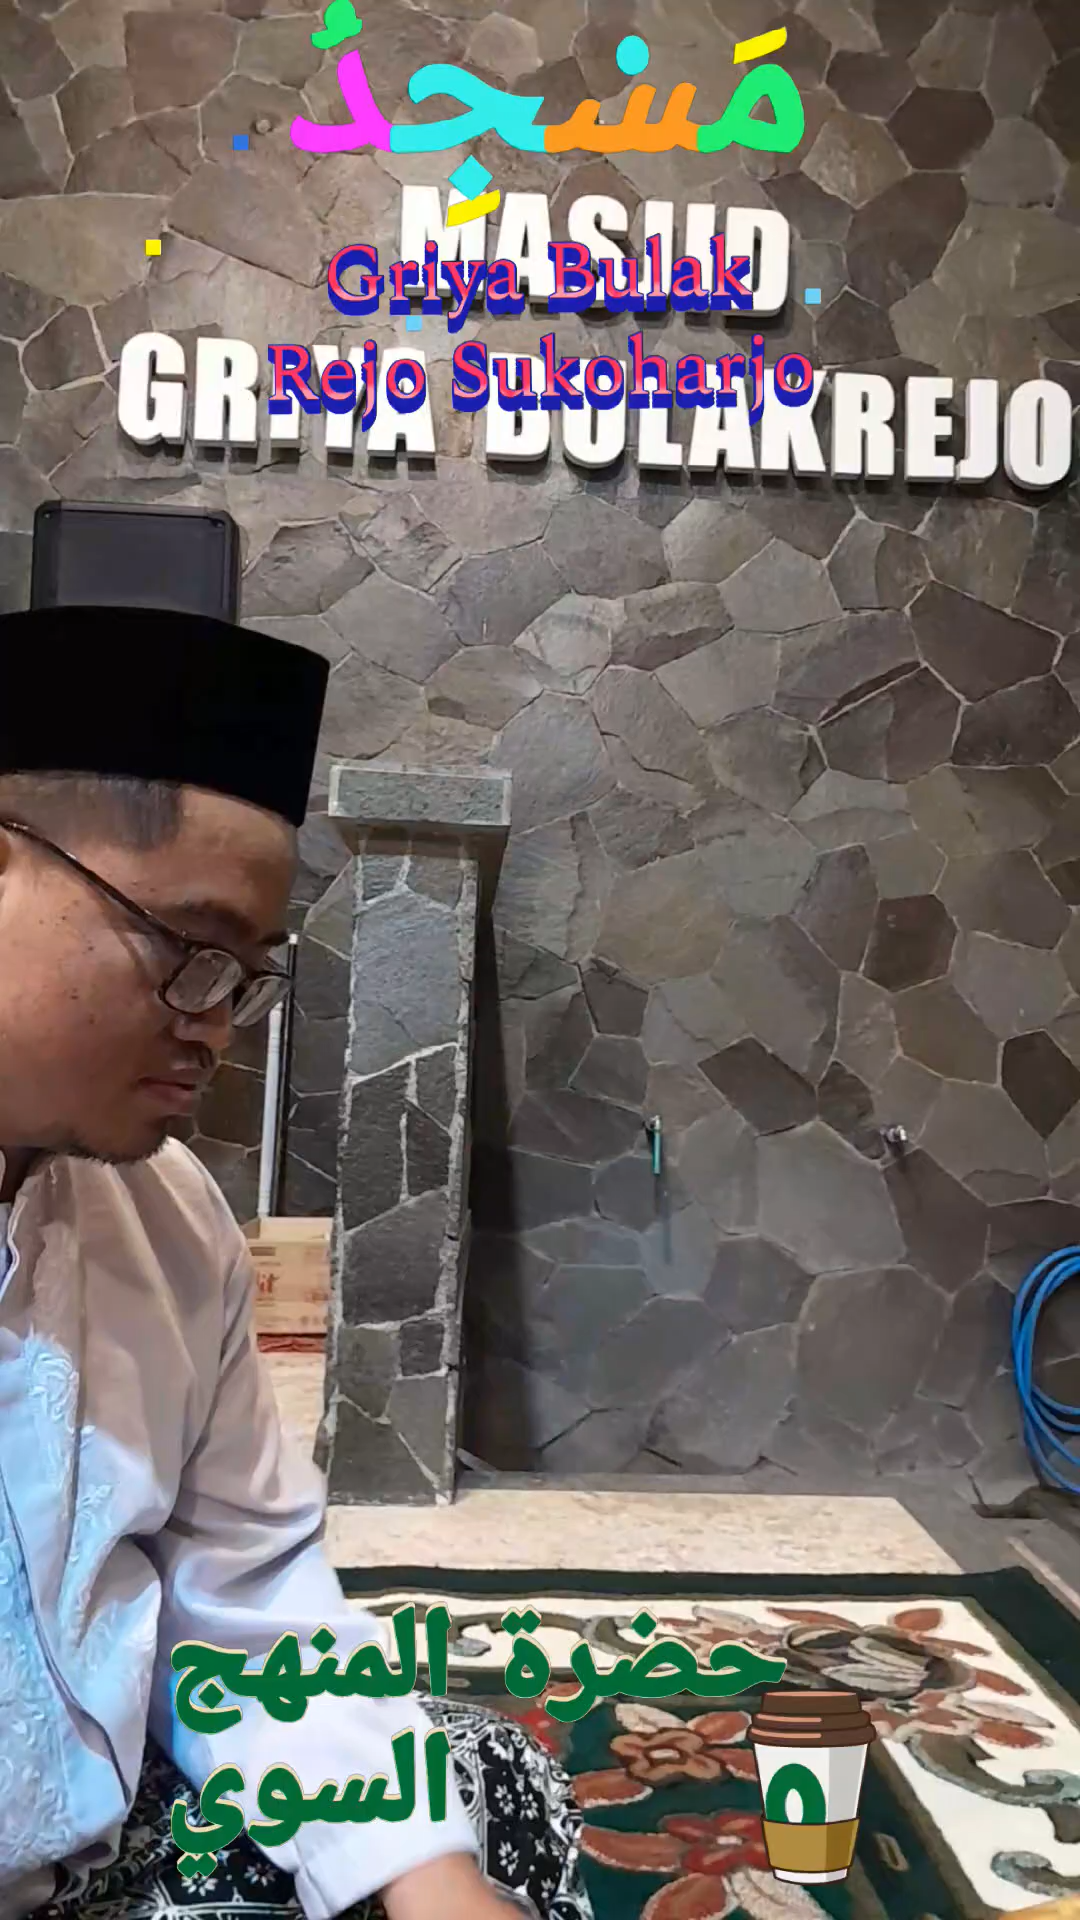 مَسْجِدٌ
MASJID
Griya Bulak
Rejo Sukoharjo
GRIYA BULAKREJO
حضرة المنهج
السوي